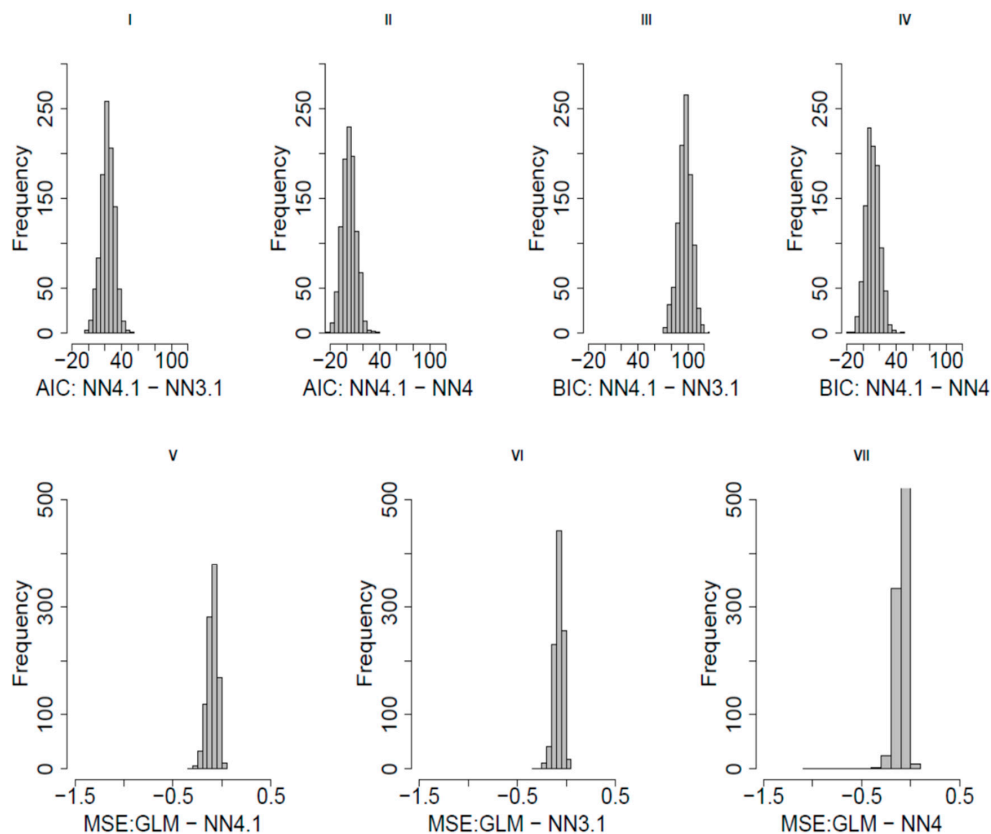 I
II
III
IV
Frequency
0 50 150 250
−20 40 100
AIC: NN4.1 − NN3.1
Frequency
0 50 150 250
−20 40 100
AIC: NN4.1 − NN4
Frequency
0 50 150 250
−20 40 100
BIC: NN4.1 − NN3.1
Frequency
0 50 150 250
−20 40 100
BIC: NN4.1 − NN4
V
VI
VII
Frequency
0 100 300 500
−1.5 −0.5 0.5
MSE:GLM − NN4.1
Frequency
0 100 300 500
−1.5 −0.5 0.5
MSE:GLM − NN3.1
Frequency
0 100 300 500
−1.5 −0.5 0.5
MSE:GLM − NN4